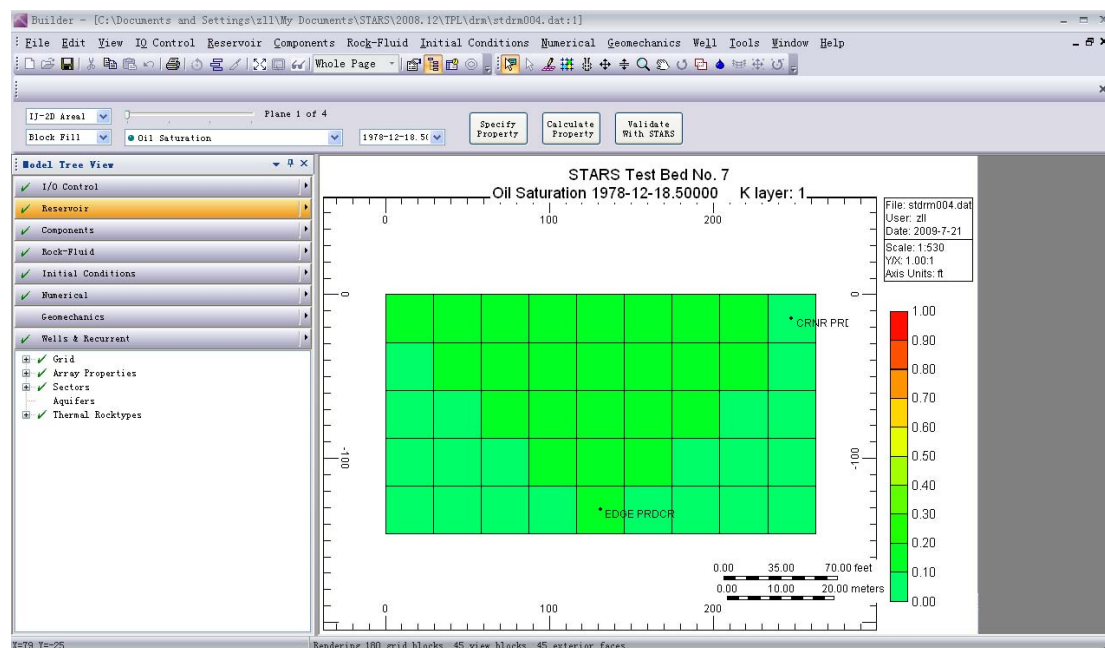 Builder - [C:\Documents and Settings\zll\My Documents\STARS\2008.12\TPL\drm\stdrm004.dat:1]
File Edit View IO Control Reservoir Components Rock-Fluid Initial Conditions Numerical Geomechanics Well Tools Window Help
Whole Page
IJ-2D Areal Plane 1 of 4
Block Fill Oil Saturation 1978-12-18.5(
Specify Property
Calculate Property
Validate With STARS
Model Tree View
I/O Control
Reservoir
Components
Rock-Fluid
Initial Conditions
Numerical
Geomechanics
Wells & Recurrent
Grid
Array Properties
Sectors
Aquifers
Thermal Rocktypes
STARS Test Bed No. 7
Oil Saturation 1978-12-18.50000 K layer: 1
File: stdrm004.dat
User: zll
Date: 2009-7-21
Scale: 1:530
Y/X: 1.00:1
Axis Units: ft
0 100 200
0 0
-100 -100
CRNR PRD
EDGE PRDCR
1.00
0.90
0.80
0.70
0.60
0.50
0.40
0.30
0.20
0.10
0.00
0.00 35.00 70.00 feet
0.00 10.00 20.00 meters
0 100 200
X=79 Y=-25 Rendering 180 grid blocks, 45 view blocks, 45 exterior faces